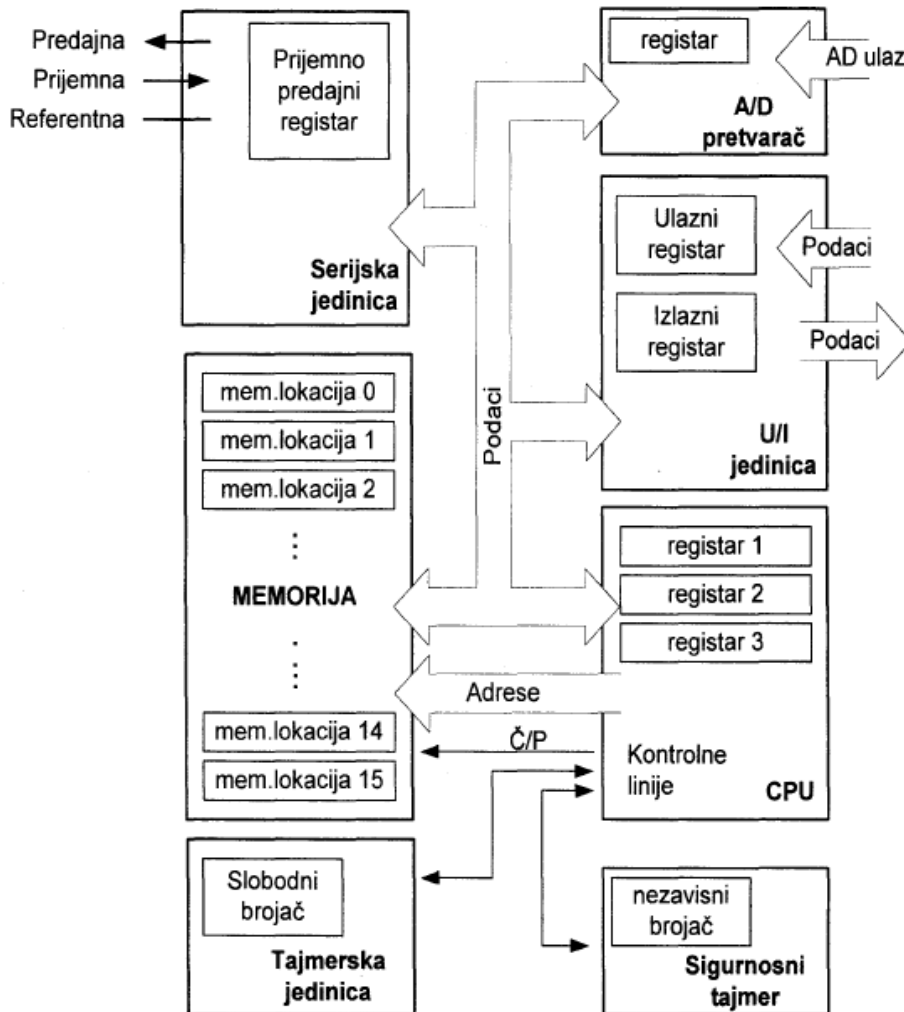 Predajna
Prijemna
Referentna
Prijemno
predajni
registar
Serijska
jedinica
registar
AD ulaz
A/D
pretvarač
Ulazni
registar
Podaci
Izlazni
registar
Podaci
U/I
jedinica
Podaci
mem.lokacija 0
mem.lokacija 1
mem.lokacija 2
MEMORIJA
mem.lokacija 14
mem.lokacija 15
registar 1
registar 2
registar 3
Adrese
Č/P
Kontrolne
linije
CPU
Slobodni
brojač
Tajmerska
jedinica
nezavisni
brojač
Sigurnosni
tajmer